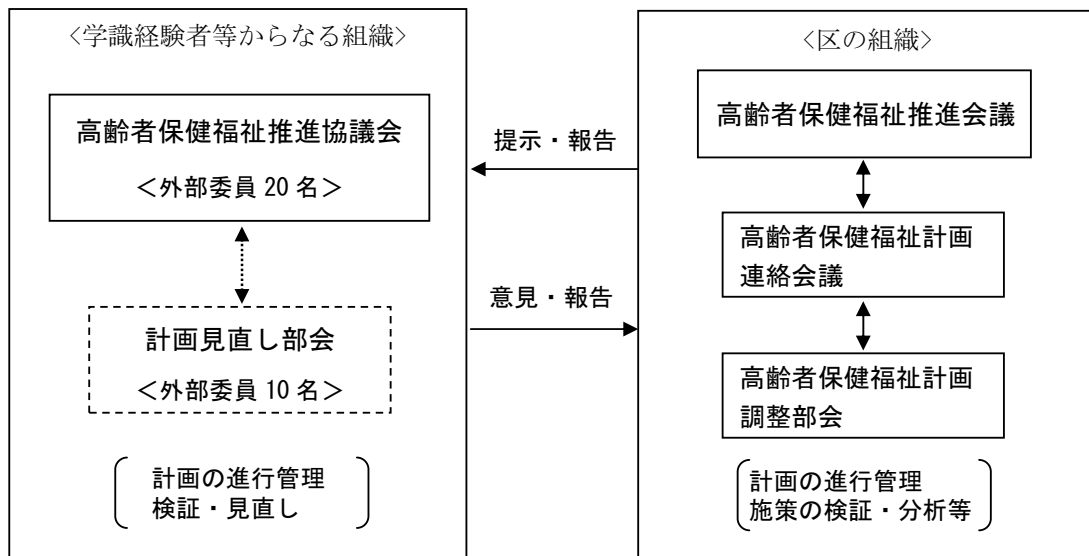 <学識経験者等からなる組織>
高齢者保健福祉推進協議会
<外部委員 20 名>
計画見直し部会
<外部委員 10 名>
計画の進行管理
検証・見直し
提示・報告
意見・報告
<区の組織>
高齢者保健福祉推進会議
高齢者保健福祉計画
連絡会議
高齢者保健福祉計画
調整部会
計画の進行管理
施策の検証・分析等